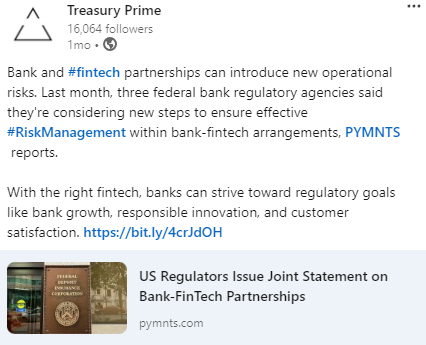 Treasury Prime
16,064 followers
1mo •
Bank and #fintech partnerships can introduce new operational
risks. Last month, three federal bank regulatory agencies said
they're considering new steps to ensure effective
#RiskManagement within bank-fintech arrangements, PYMNTS
reports.
With the right fintech, banks can strive toward regulatory goals
like bank growth, responsible innovation, and customer
satisfaction. https://bit.ly/4crJdOH
FEDERAL
DEPOSIT
INSURANCE
CORPORATION
US Regulators Issue Joint Statement on
Bank-FinTech Partnerships
pymnts.com